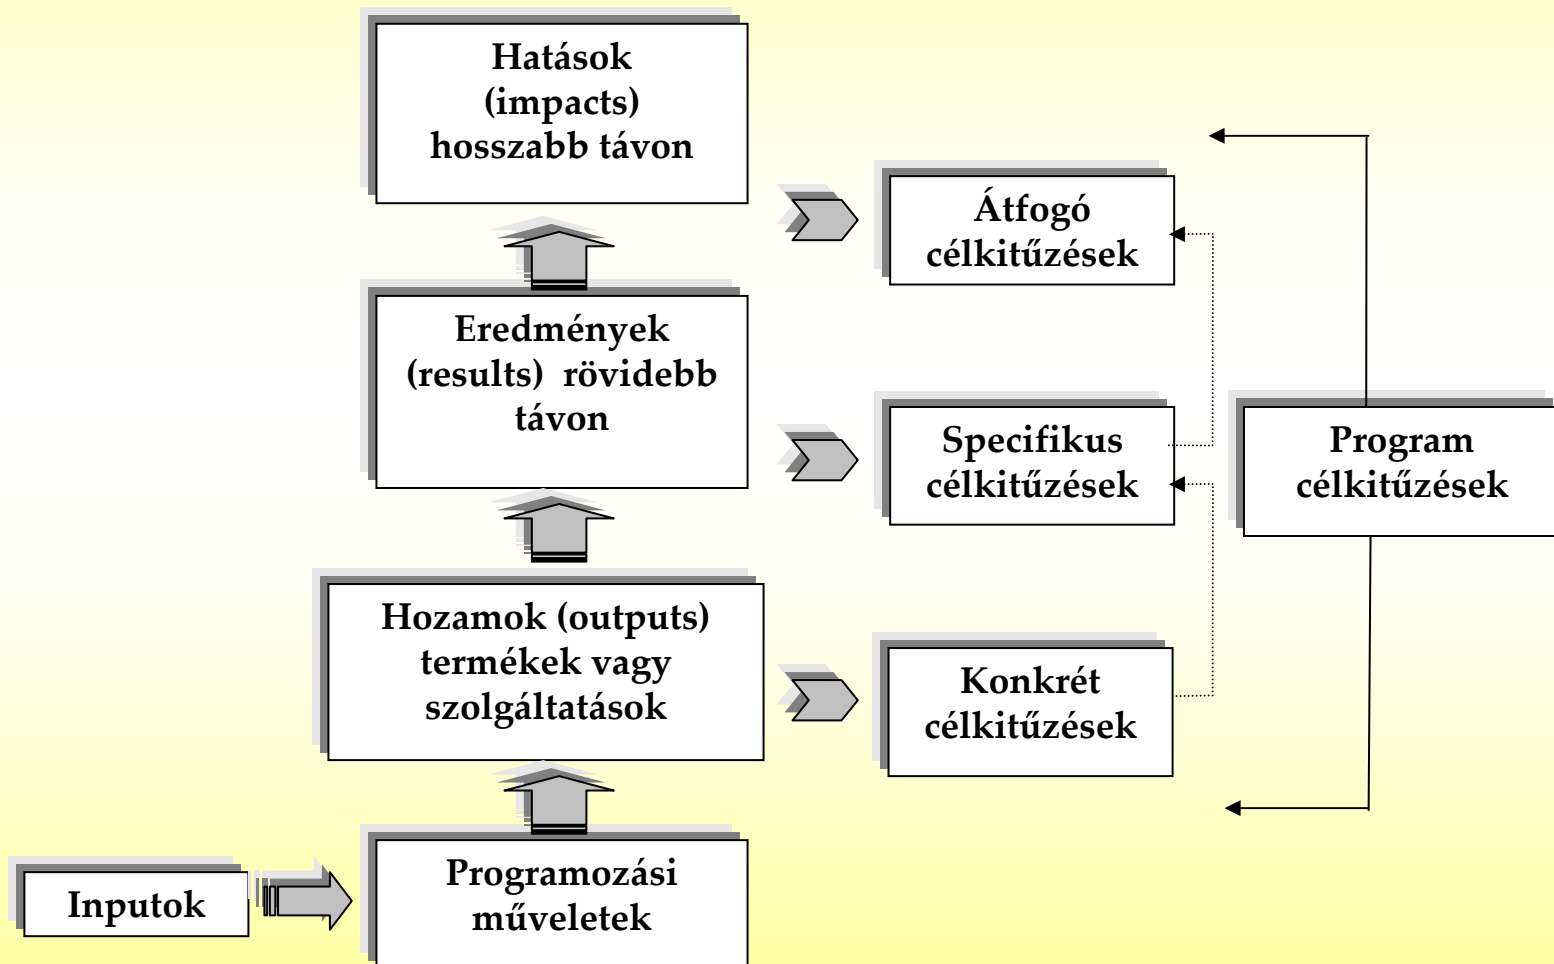 Hatások
(impacts)
hosszabb távon
Átfogó
célkitűzések
Eredmények
(results) rövidebb
távon
Specifikus
célkitűzések
Program
célkitűzések
Hozamok (outputs)
termékek vagy
szolgáltatások
Konkrét
célkitűzések
Inputok
Programozási
műveletek